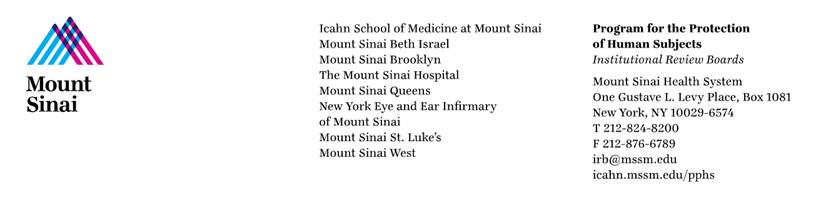 Mount
Sinai
Icahn School of Medicine at Mount Sinai
Mount Sinai Beth Israel
Mount Sinai Brooklyn
The Mount Sinai Hospital
Mount Sinai Queens
New York Eye and Ear Infirmary
of Mount Sinai
Mount Sinai St. Luke’s
Mount Sinai West
Program for the Protection
of Human Subjects
Institutional Review Boards
Mount Sinai Health System
One Gustave L. Levy Place, Box 1081
New York, NY 10029-6574
T 212-824-8200
F 212-876-6789
irb@mssm.edu
icahn.mssm.edu/pphs